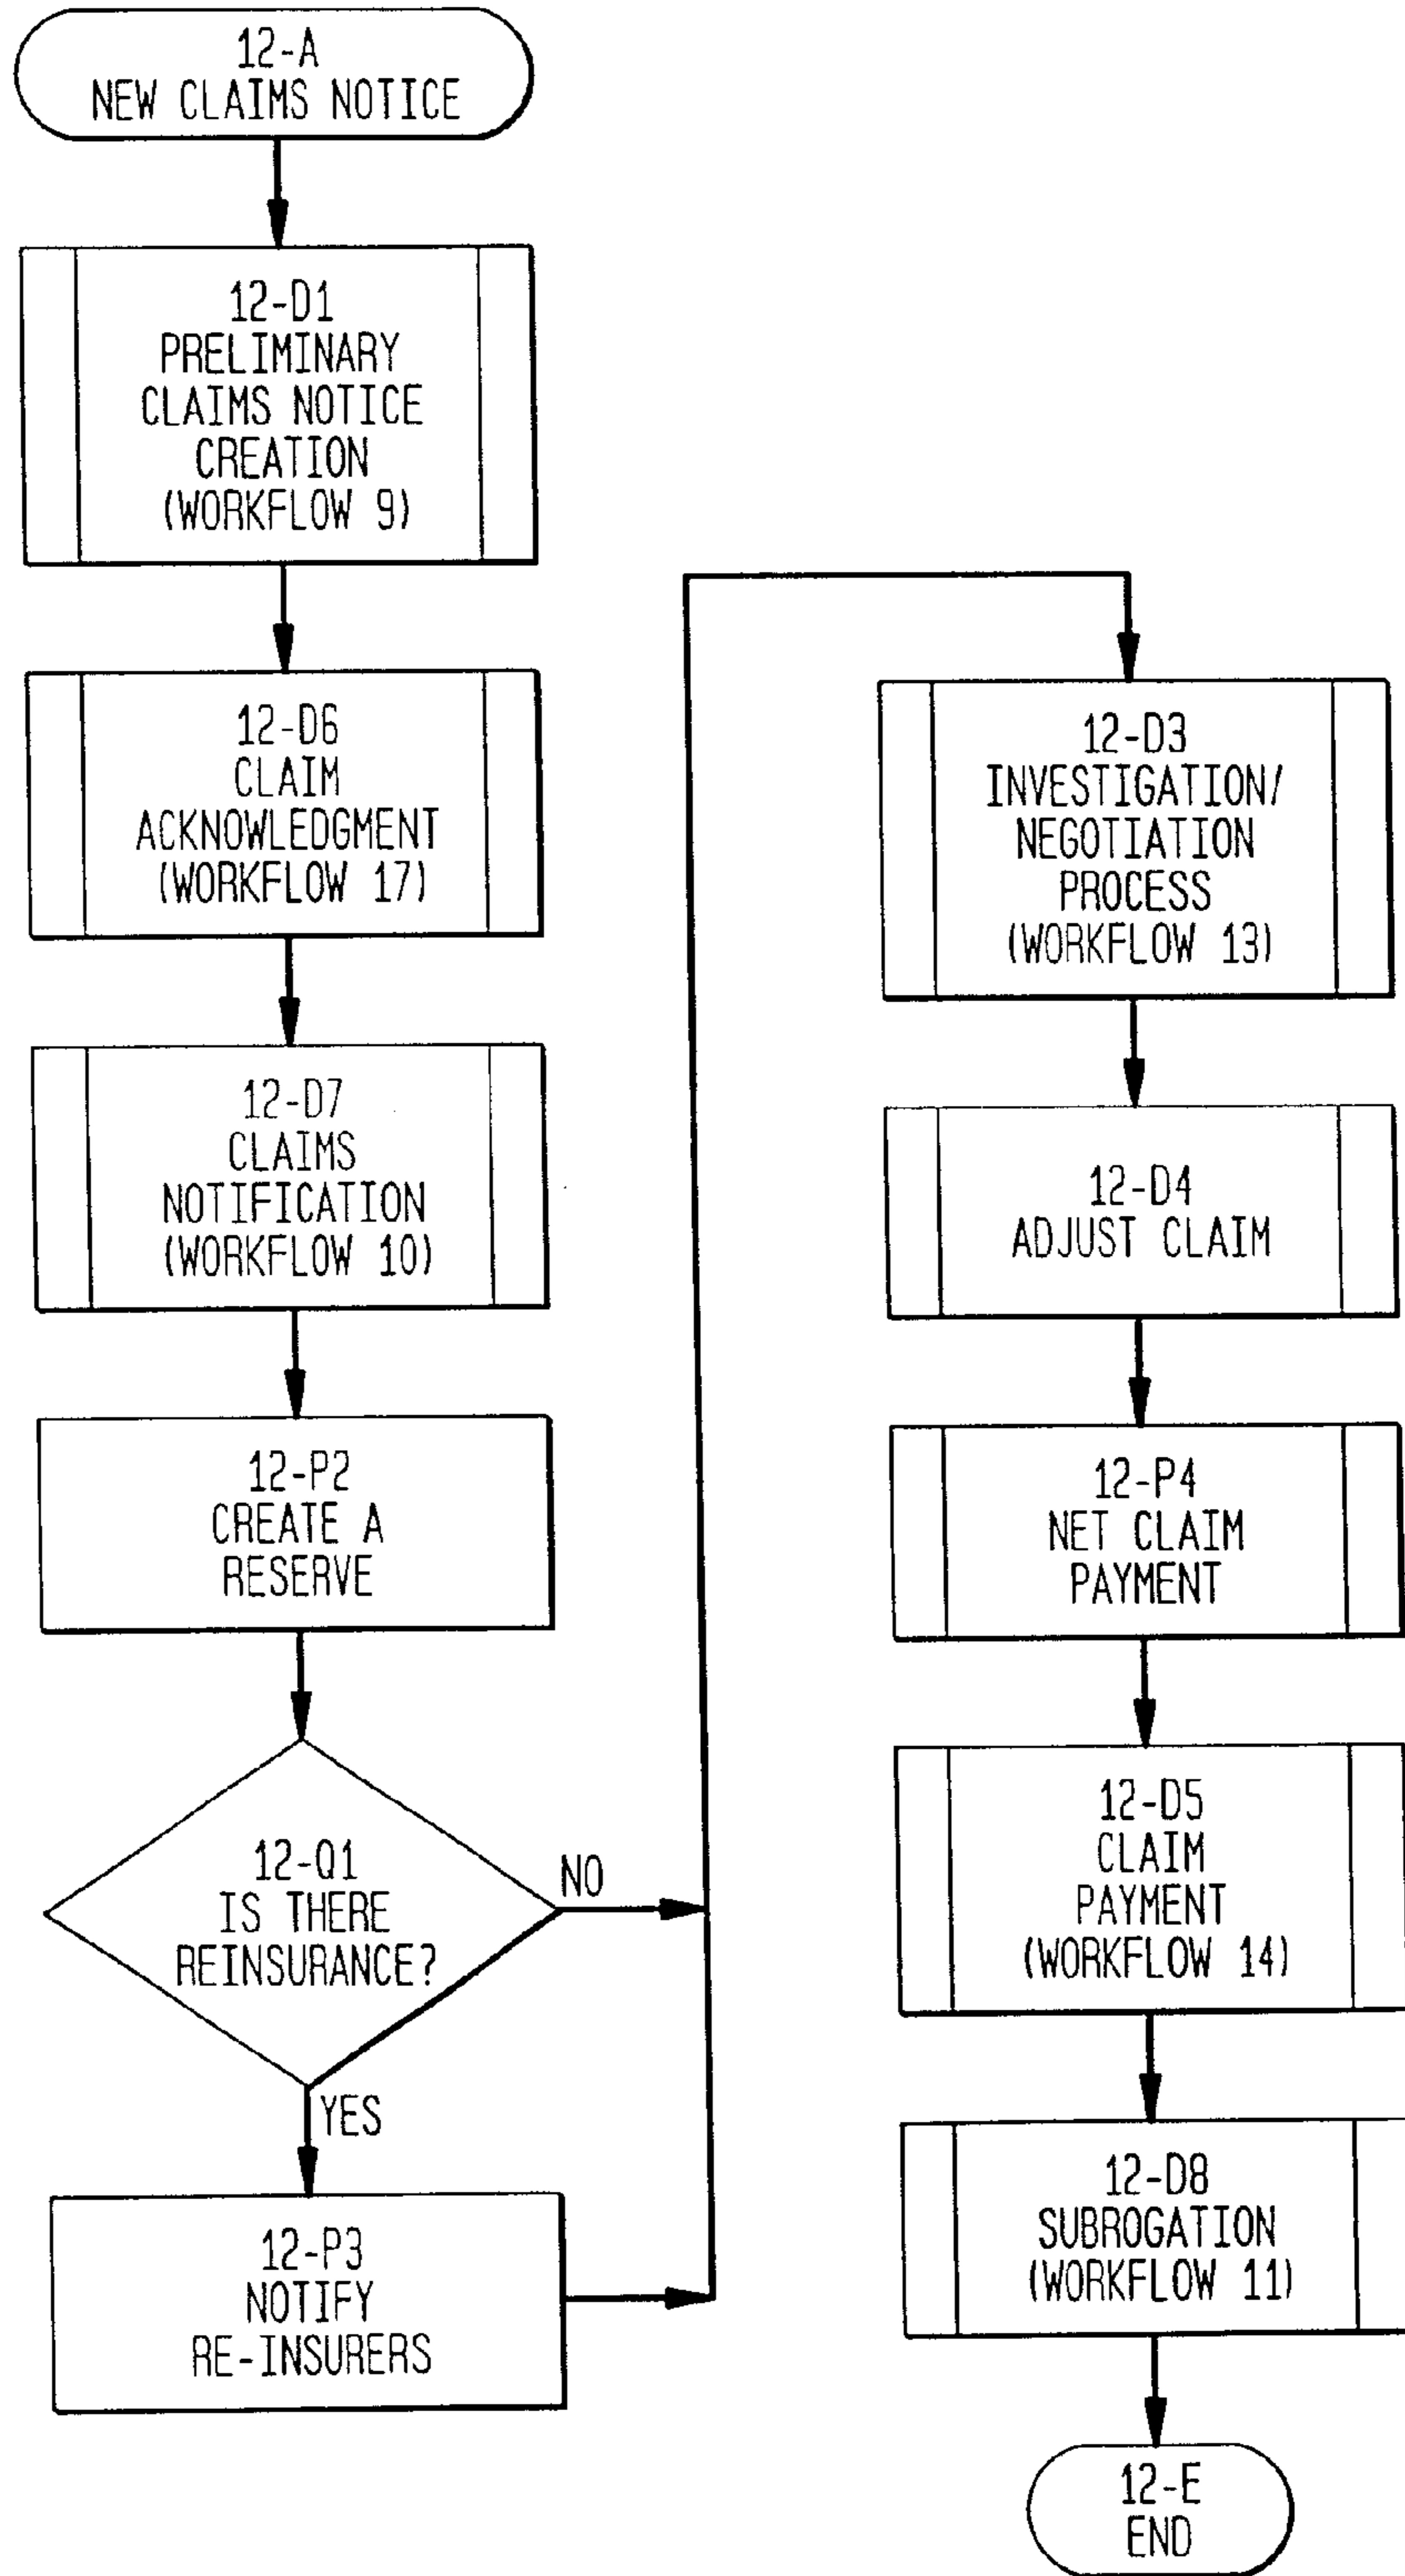 12-A
NEW CLAIMS NOTICE
12-D1
PRELIMINARY
CLAIMS NOTICE
CREATION
(WORKFLOW 9)
12-D6
CLAIM
ACKNOWLEDGMENT
(WORKFLOW 17)
12-D7
CLAIMS
NOTIFICATION
(WORKFLOW 10)
12-P2
CREATE A
RESERVE
12-Q1
IS THERE
REINSURANCE?
NO
YES
12-P3
NOTIFY
RE-INSURERS
12-D3
INVESTIGATION/
NEGOTIATION
PROCESS
(WORKFLOW 13)
12-D4
ADJUST CLAIM
12-P4
NET CLAIM
PAYMENT
12-D5
CLAIM
PAYMENT
(WORKFLOW 14)
12-D8
SUBROGATION
(WORKFLOW 11)
12-E
END